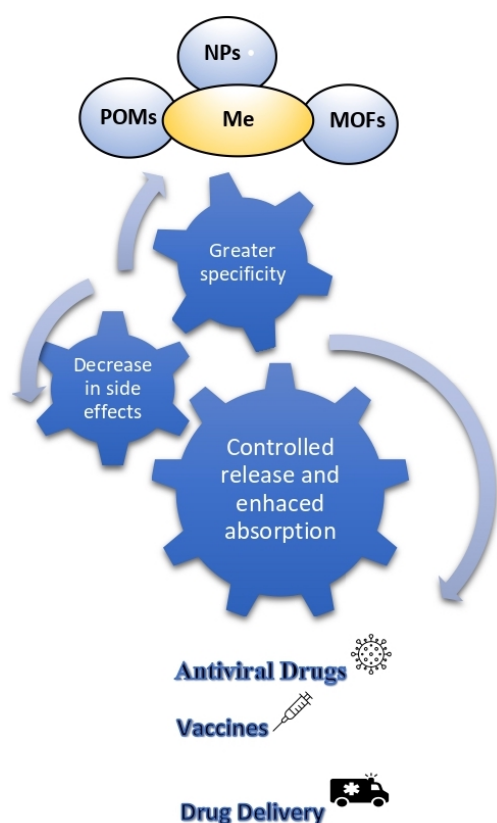 NPs
POMs
Me
MOFs
Greater
specificity
Decrease
in side
effects
Controlled
release and
enhaced
absorption
Antiviral Drugs
Vaccines
Drug Delivery